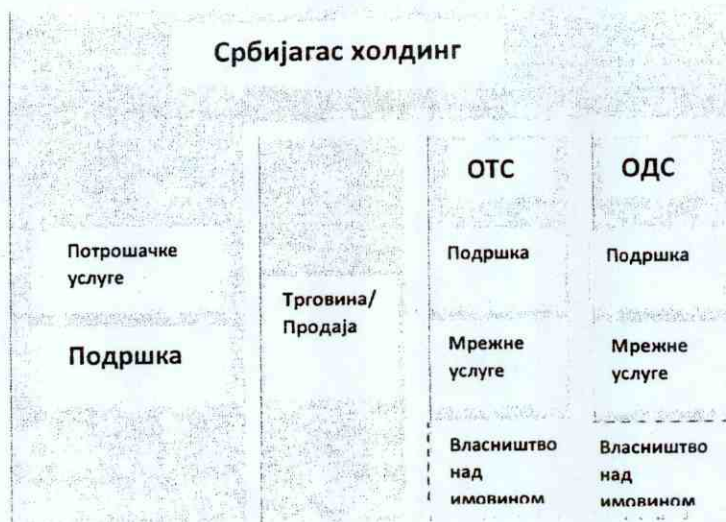 Србијагас холдинг
ОТС
ОДС
Потрошачке
услуге
Подршка
Трговина/
Продаја
Подршка
Мрежне
услуге
Власништво
над
имовином
Подршка
Мрежне
услуге
Власништво
над
имовином